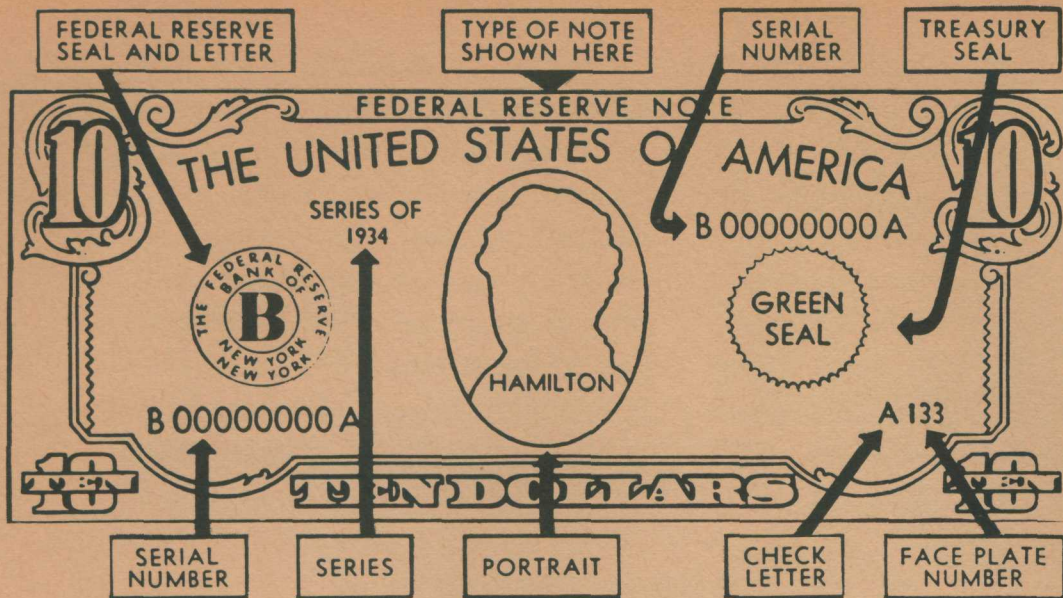 FEDERAL RESERVE
SEAL AND LETTER
TYPE OF NOTE
SHOWN HERE
SERIAL
NUMBER
TREASURY
SEAL
FEDERAL RESERVE NOTE
10
10
THE UNITED STATES O AMERICA
SERIES OF
1934
B 00000000 A
THE FEDERAL RESERVE
BANK OF
B
NEW YORK
NEW YORK
GREEN
SEAL
HAMILTON
B 00000000 A
A 133
10
TEN
TEN DOLLARS
10
TEN
SERIAL
NUMBER
SERIES
PORTRAIT
CHECK
LETTER
FACE PLATE
NUMBER